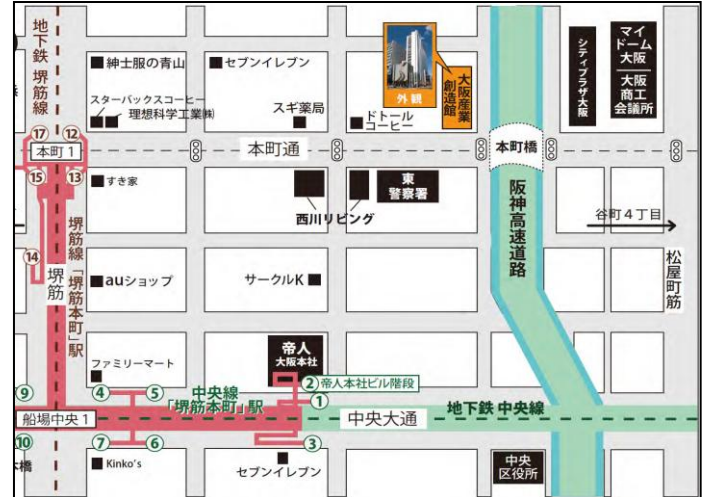 地下鉄 堺筋線
紳士服の青山
セブンイレブン
スターバックスコーヒー
理想科学工業㈱
スギ薬局
外観
大阪産業
創造館
ドトール
コーヒー
シティプラザ大阪
マイ
ドーム
大阪
大阪
商工
会議所
⑰
⑫
本町1
本町通
本町橋
⑮
⑬
すき家
西川リビング
東
警察署
阪神高速道路
谷町4丁目
松屋町筋
⑭
堺筋
堺筋線「堺筋本町」駅
auショップ
サークルK
ファミリーマート
帝人
大阪本社
②帝人本社ビル階段
①
⑨
④
⑤
中央線
「堺筋本町」駅
船場中央1
中央大通
地下鉄 中央線
⑩
⑦
⑥
③
本橋
Kinko's
セブンイレブン
中央
区役所